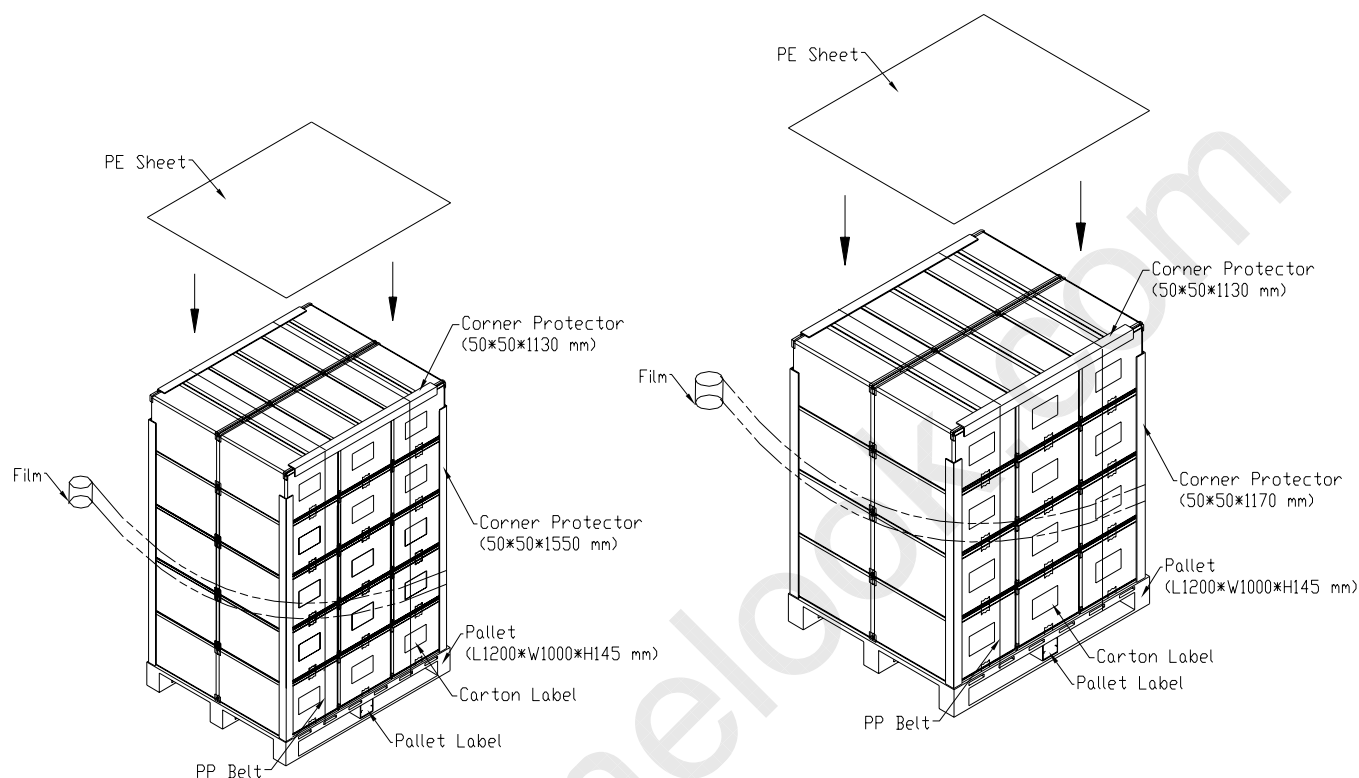 PE Sheet
Corner Protector
(50*50*1130 mm)
Film
Corner Protector
(50*50*1550 mm)
Pallet
(L1200*W1000*H145 mm)
Carton Label
Pallet Label
PP Belt
PE Sheet
Corner Protector
(50*50*1130 mm)
Film
Corner Protector
(50*50*1170 mm)
Pallet
(L1200*W1000*H145 mm)
Carton Label
Pallet Label
PP Belt